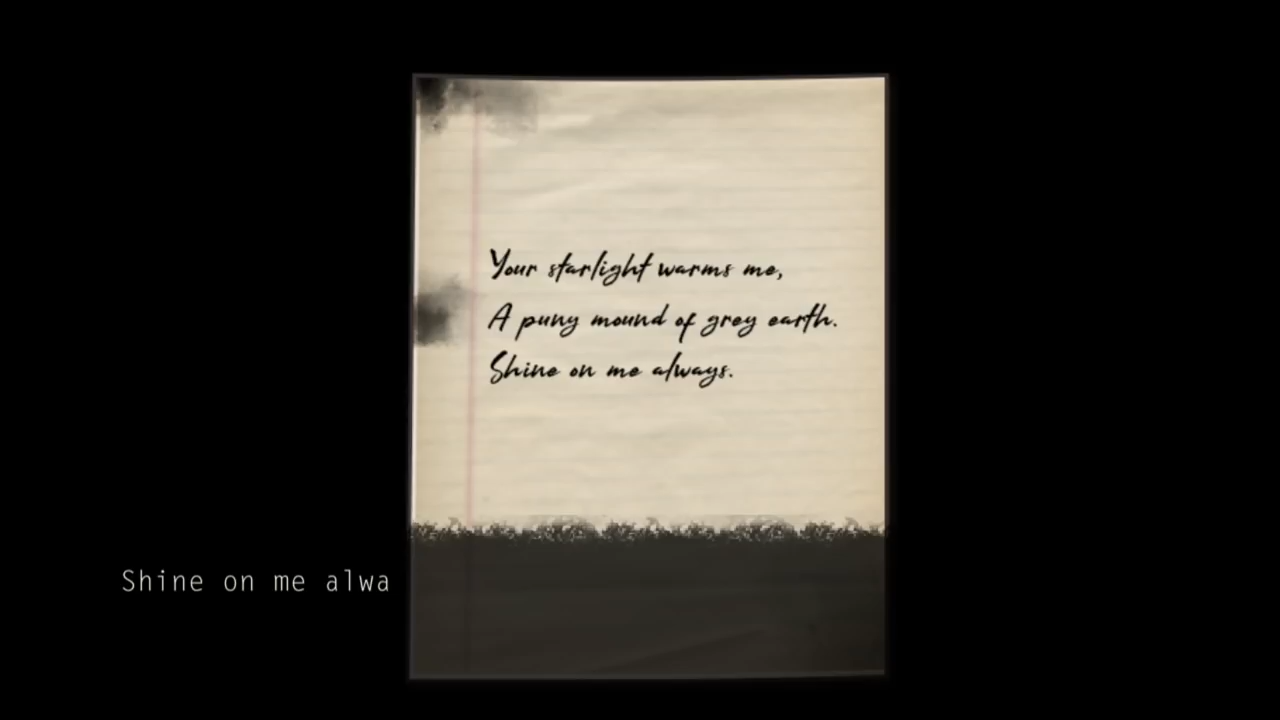 Your starlight warms me,
A puny mound of grey earth.
Shine on me always.
Shine on me alwa